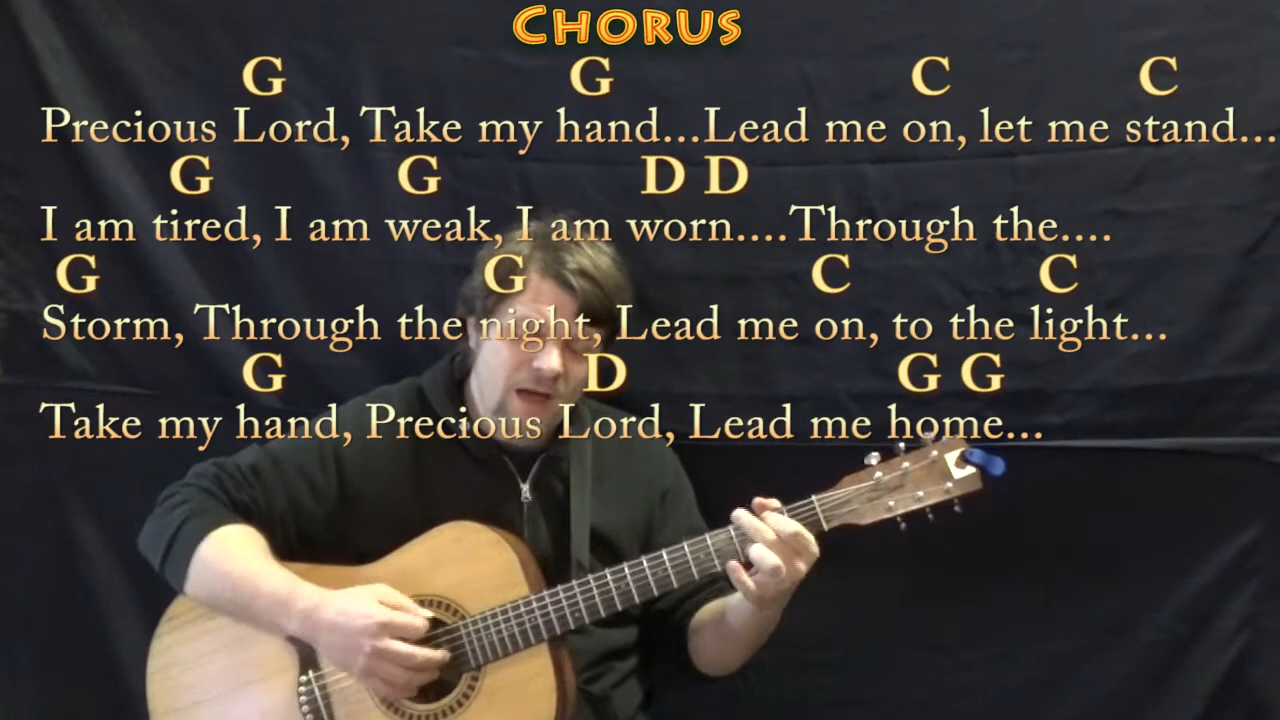 CHORUS
G G C C
Precious Lord, Take my hand...Lead me on, let me stand...
G G D D
I am tired, I am weak, I am worn....Through the....
G G C C
Storm, Through the night, Lead me on, to the light...
G D G G
Take my hand, Precious Lord, Lead me home...